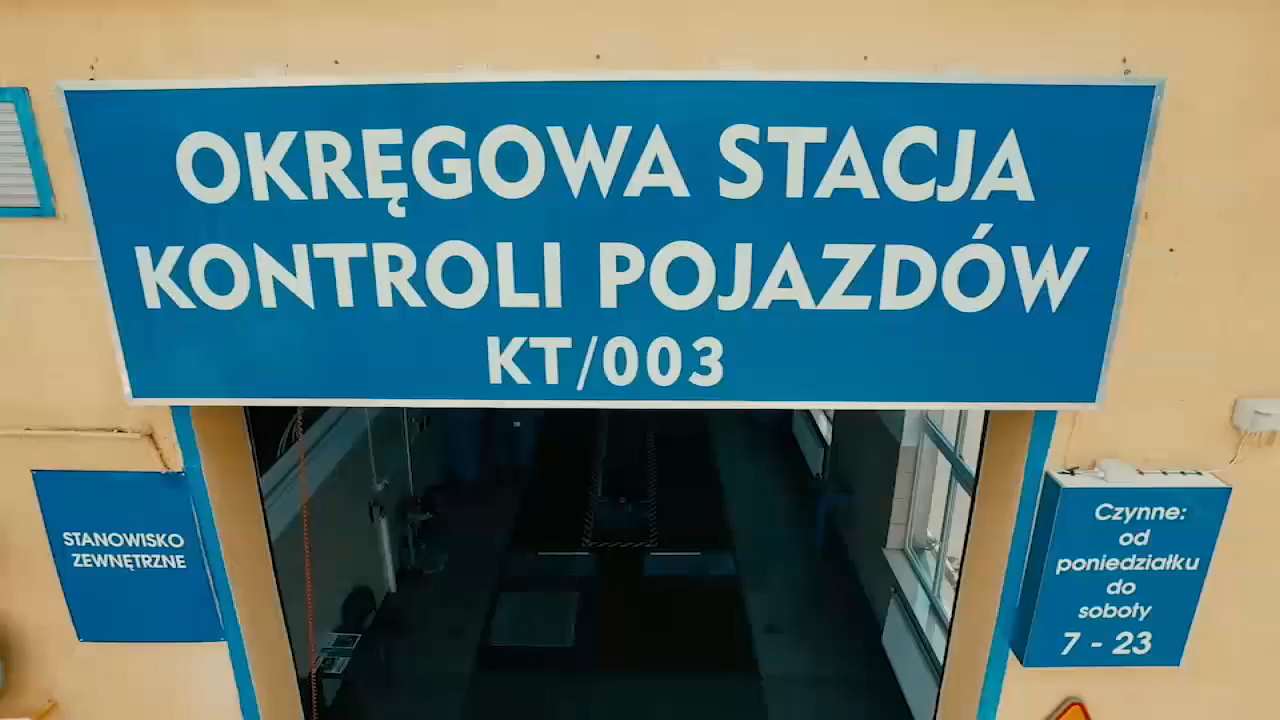 OKRĘGOWA STACJA
KONTROLI POJAZDÓW
KT/003
STANOWISKO
ZEWNĘTRZNE
Czynne:
od
poniedziałku
do
soboty
7 - 23